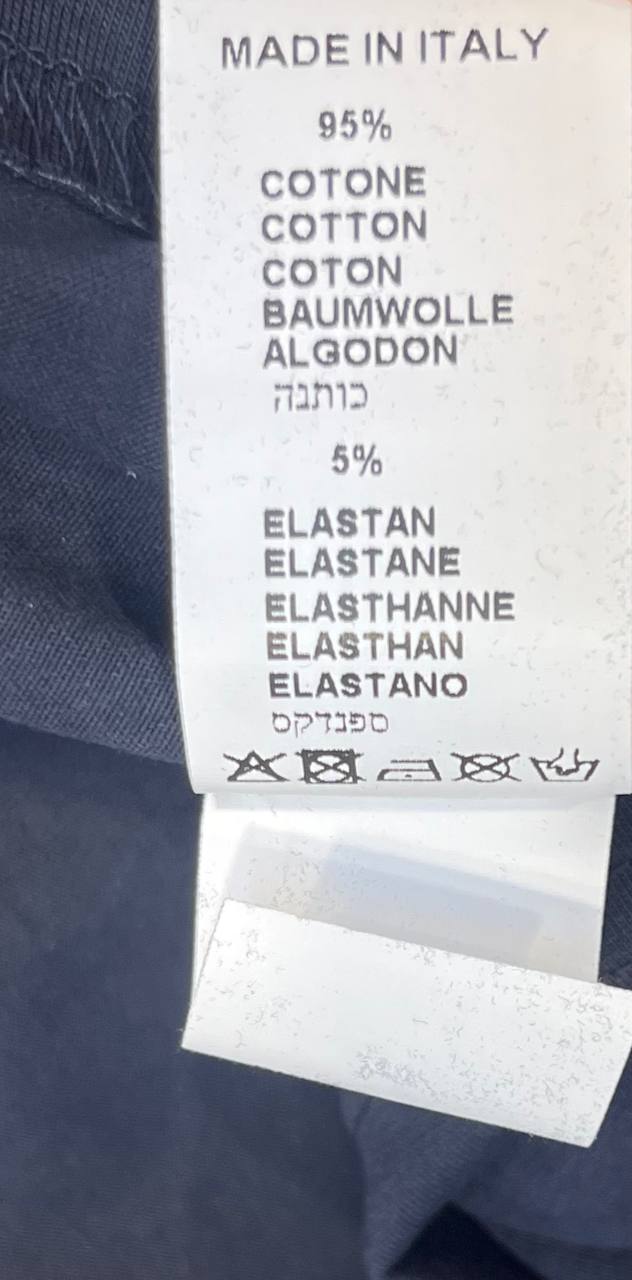 MADE IN ITALY
95%
COTONE
COTTON
COTON
BAUMWOLLE
ALGODON
כותנה
5%
ELASTAN
ELASTANE
ELASTHANNE
ELASTHAN
ELASTANO
ספנדקס